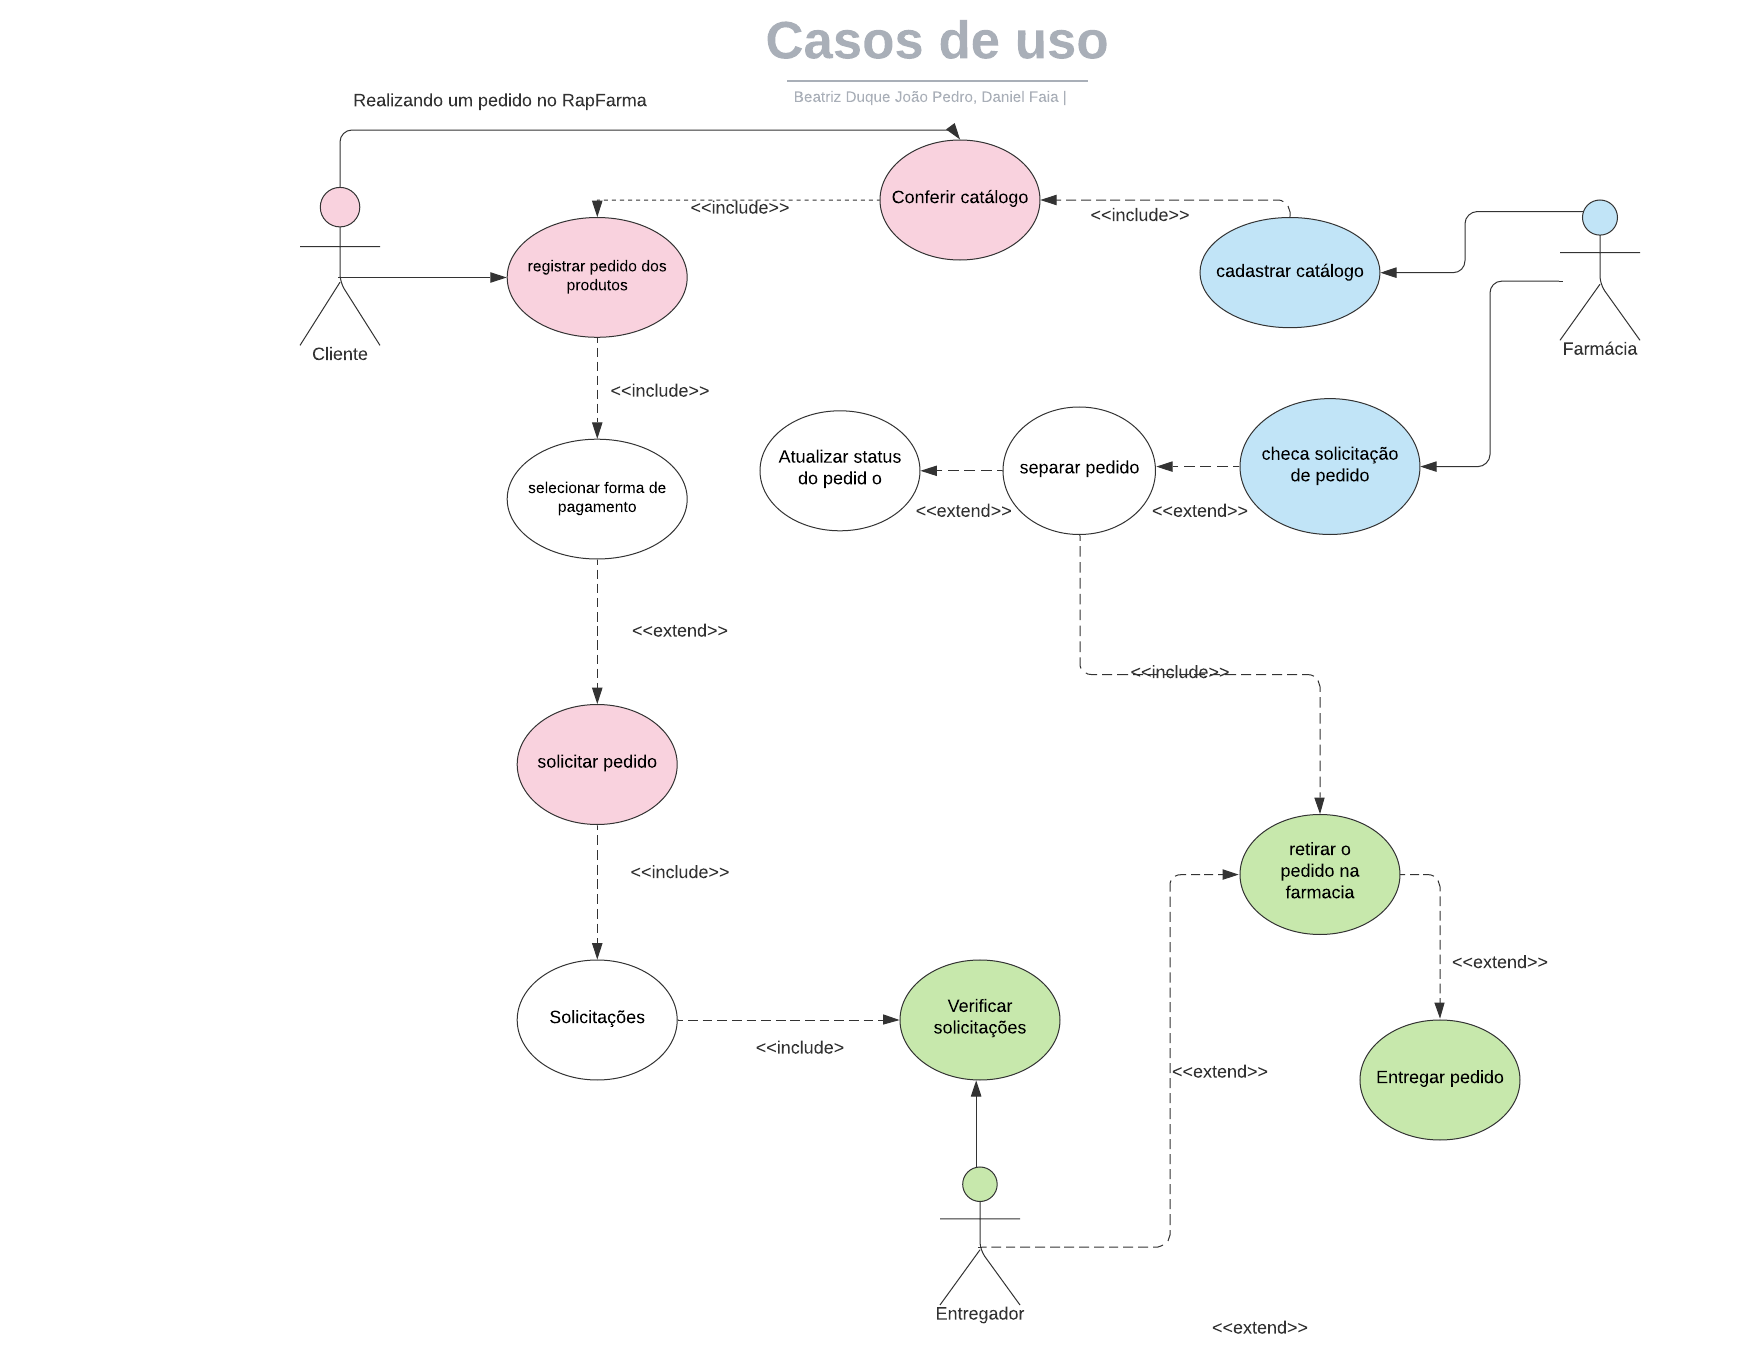 Casos de uso
Beatriz Duque João Pedro, Daniel Faia |
Realizando um pedido no RapFarma
Conferir catálogo
<<include>>
<<include>>
registrar pedido dos
produtos
cadastrar catálogo
Cliente
Farmácia
<<include>>
Atualizar status
do pedid o
separar pedido
checa solicitação
de pedido
selecionar forma de
pagamento
<<extend>>
<<extend>>
<<extend>>
<<include>>
solicitar pedido
<<include>>
retirar o
pedido na
farmacia
<<extend>>
Solicitações
Verificar
solicitações
<<include>
<<extend>>
Entregar pedido
Entregador
<<extend>>